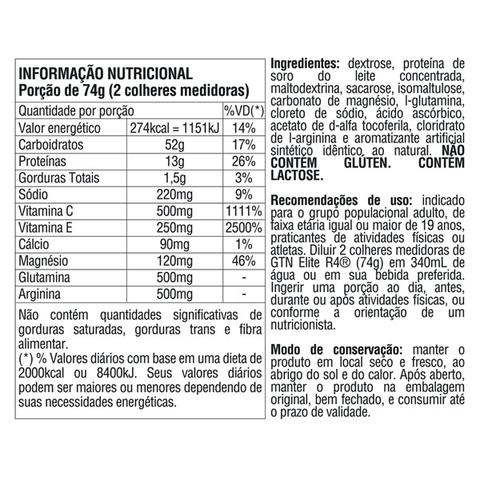 INFORMAÇÃO NUTRICIONAL
Porção de 74g (2 colheres medidoras)
Quantidade por porção %VD(*)
Valor energético 274kcal = 1151kJ 14%
Carboidratos 52g 17%
Proteínas 13g 26%
Gorduras Totais 1,5g 3%
Sódio 220mg 9%
Vitamina C 500mg 1111%
Vitamina E 250mg 2500%
Cálcio 90mg 1%
Magnésio 120mg 46%
Glutamina 500mg -
Arginina 500mg -
Não contém quantidades significativas de
gorduras saturadas, gorduras trans e fibra
alimentar.
(*) % Valores diários com base em uma dieta de
2000kcal ou 8400kJ. Seus valores diários
podem ser maiores ou menores dependendo de
suas necessidades energéticas.
Ingredientes: dextrose, proteína de
soro do leite concentrada,
maltodextrina, sacarose, isomaltulose,
carbonato de magnésio, l-glutamina,
cloreto de sódio, ácido ascórbico,
acetato de d-alfa tocoferila, cloridrato
de l-arginina e aromatizante artificial
sintético idêntico ao natural. NÃO
CONTÉM GLÚTEN. CONTÉM
LACTOSE.
Recomendações de uso: indicado
para o grupo populacional adulto, de
faixa etária igual ou maior de 19 anos,
praticantes de atividades físicas ou
atletas. Diluir 2 colheres medidoras de
GTN Elite R4® (74g) em 340mL de
água ou em sua bebida preferida.
Ingerir uma porção ao dia, antes,
durante ou após atividades físicas, ou
conforme a orientação de um
nutricionista.
Modo de conservação: manter o
produto em local seco e fresco, ao
abrigo do sol e do calor. Após aberto,
manter o produto na embalagem
original, bem fechado, e consumir até
o prazo de validade.